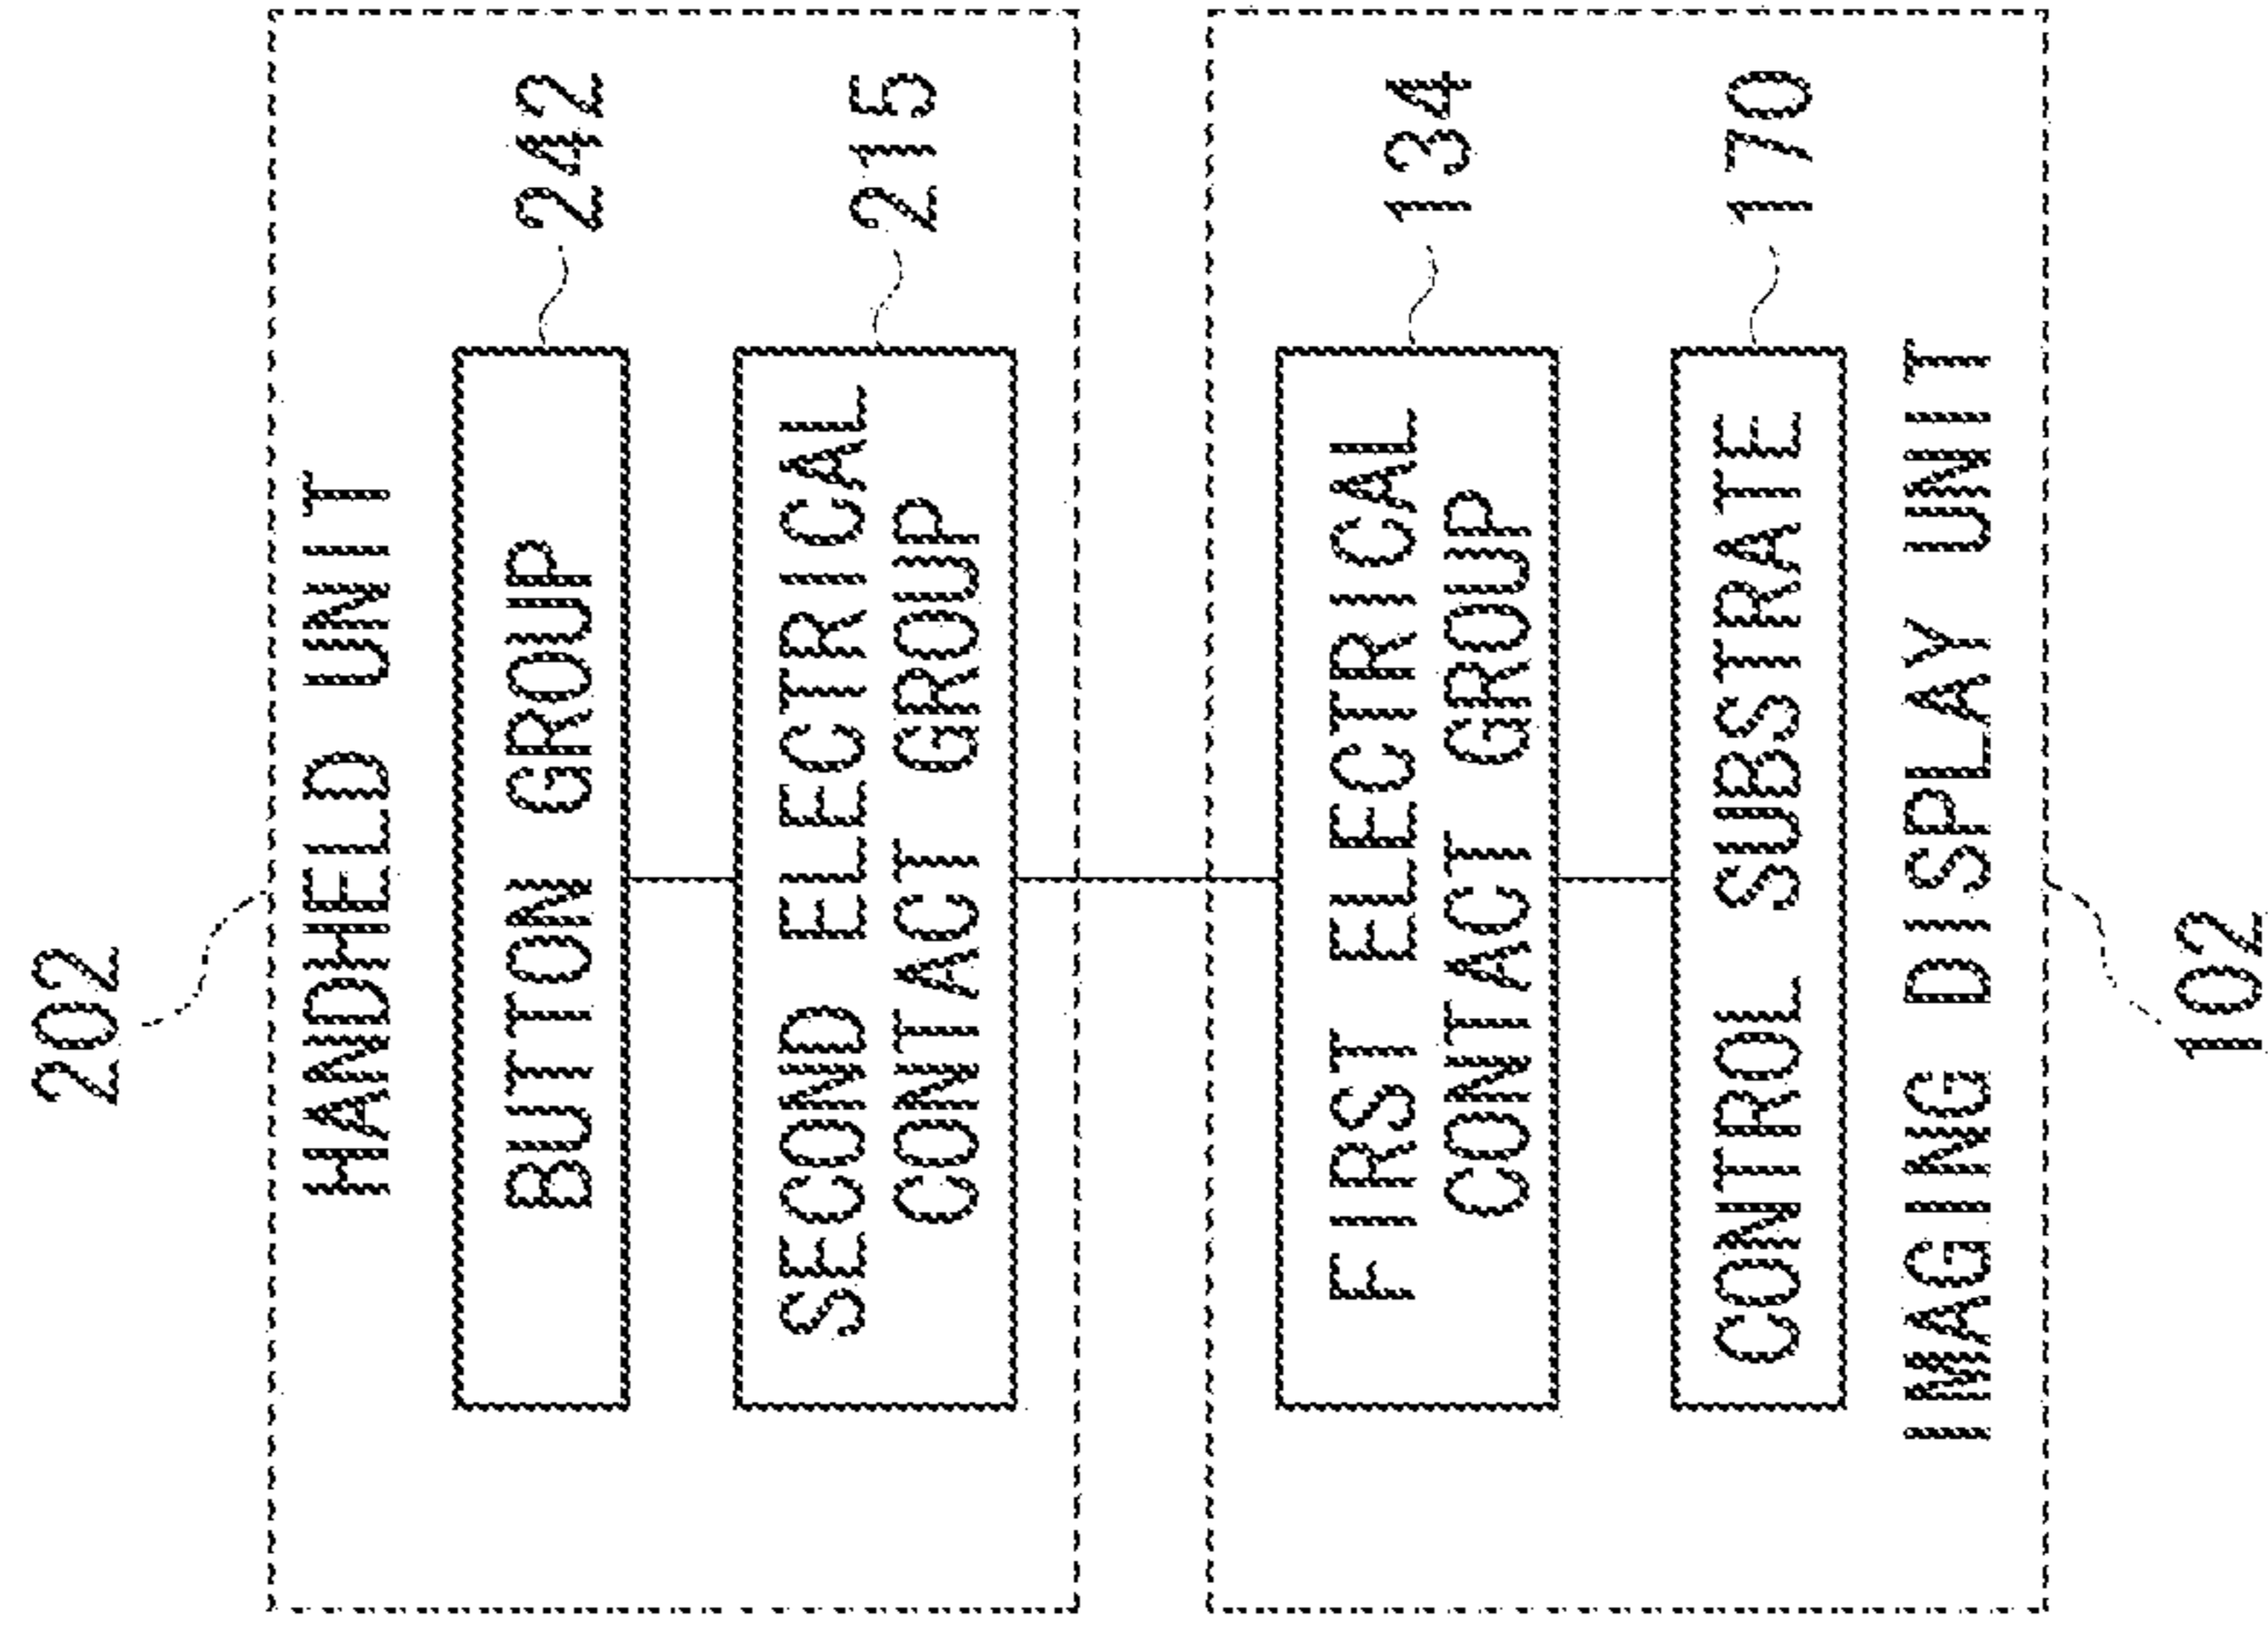 202
HANDHELD UNIT
BUTTON GROUP
242
SECOND ELECTRICAL
CONTACT GROUP
215
FIRST ELECTRICAL
CONTACT GROUP
134
CONTROL SUBSTRATE
170
IMAGING DISPLAY UNIT
102